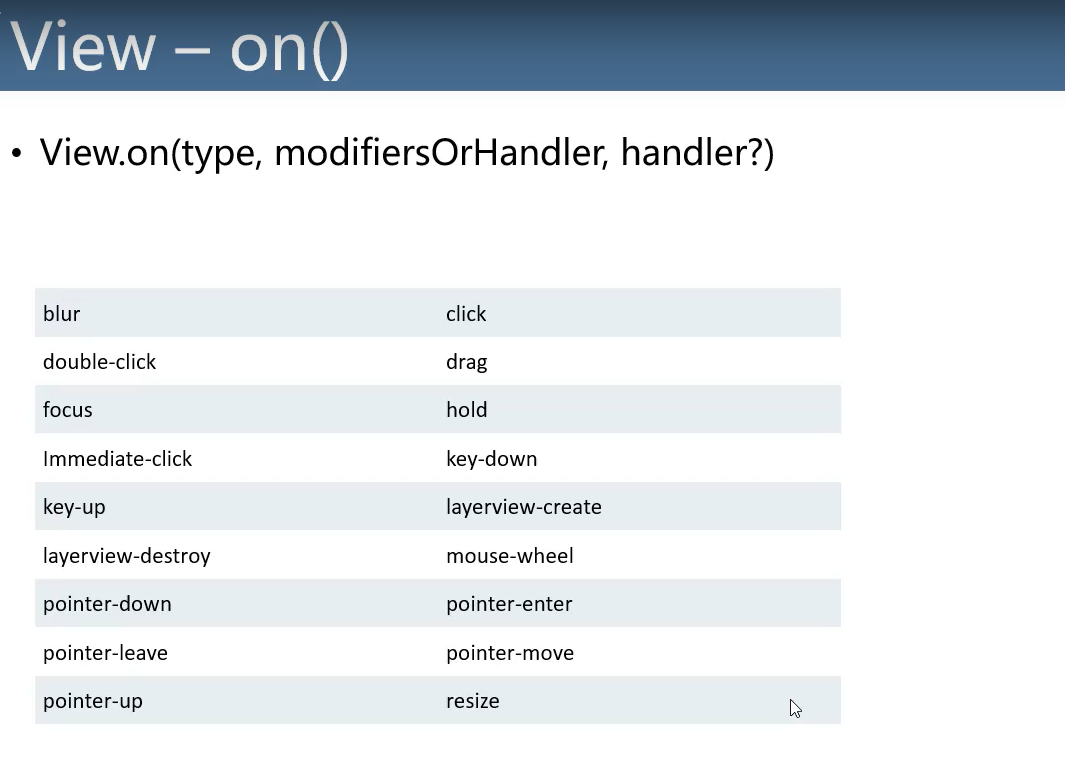 View – on()
• View.on(type, modifiersOrHandler, handler?)
blur click
double-click drag
focus hold
Immediate-click key-down
key-up layerview-create
layerview-destroy mouse-wheel
pointer-down pointer-enter
pointer-leave pointer-move
pointer-up resize